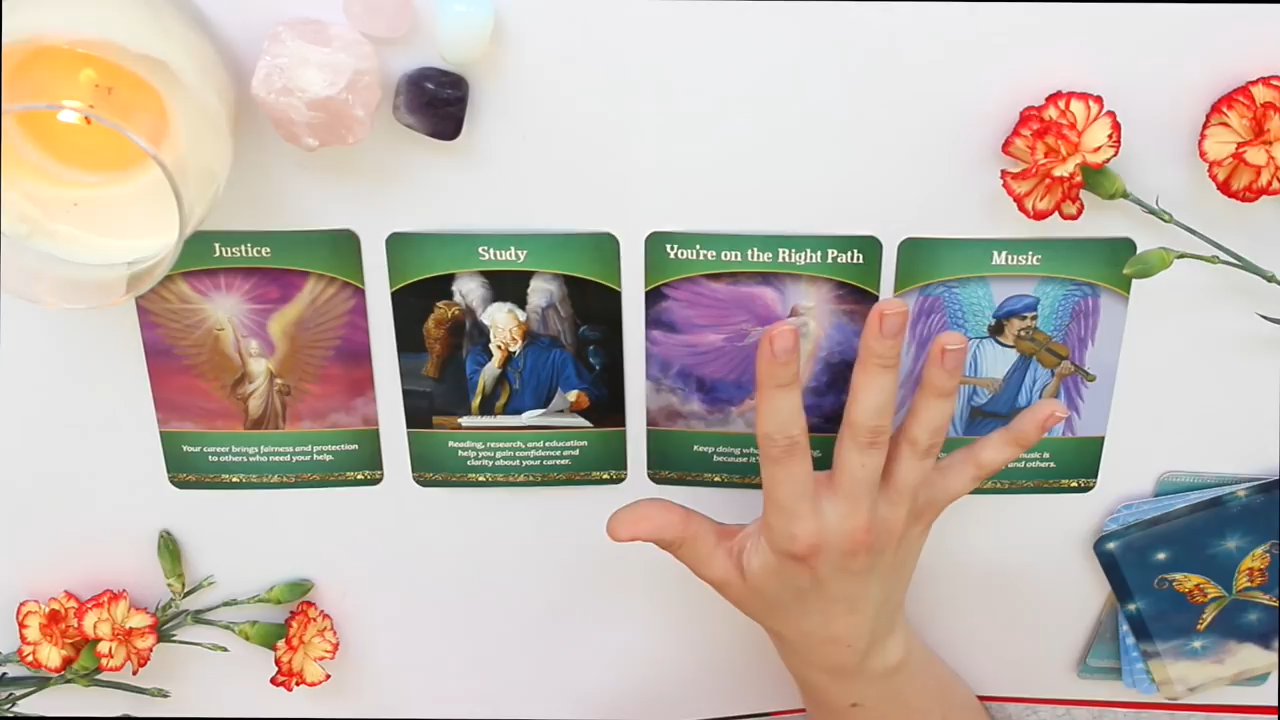 Justice
Your career brings fairness and protection
to others who need your help.
Study
Reading, research, and education
help you gain confidence and
clarity about your career.
You're on the Right Path
Keep doing
because
Music
music is
and others.